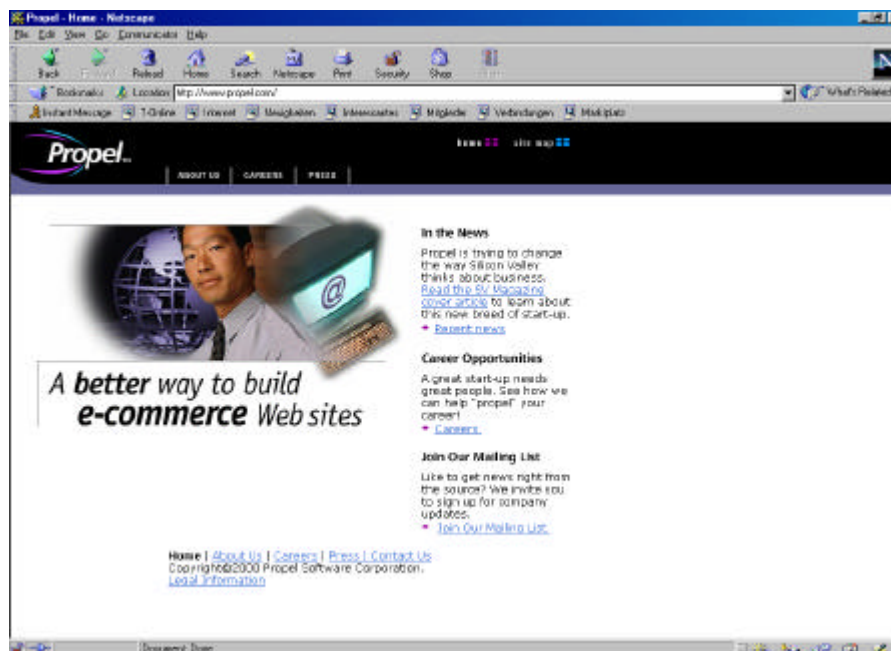 Propel - Home - Netscape
File Edit View Go Communicator Help
Back Forward Reload Home Search Netscape Print Security Shop
Bookmarks Location http://www.propel.com/ What's Related
Instant Message T-Online Internet Neuigkeiten Interessantes Mitglieder Verbindungen Marktplatz
Propel
home site map
ABOUT US CAREERS PRESS
@
A better way to build
e-commerce Web sites
In the News
Propel is trying to change
the way Silicon Valley
thinks about business.
Read the SV Magazine
cover article to learn about
this new breed of start-up.
Recent news
Career Opportunities
A great start-up needs
great people. See how we
can help "propel" your
career!
Careers
Join Our Mailing List
Like to get news right from
the source? We invite you
to sign up for company
updates.
Join Our Mailing List
Home | About Us | Careers | Press | Contact Us
Copyright©2000 Propel Software Corporation.
Legal Information
Document: Done